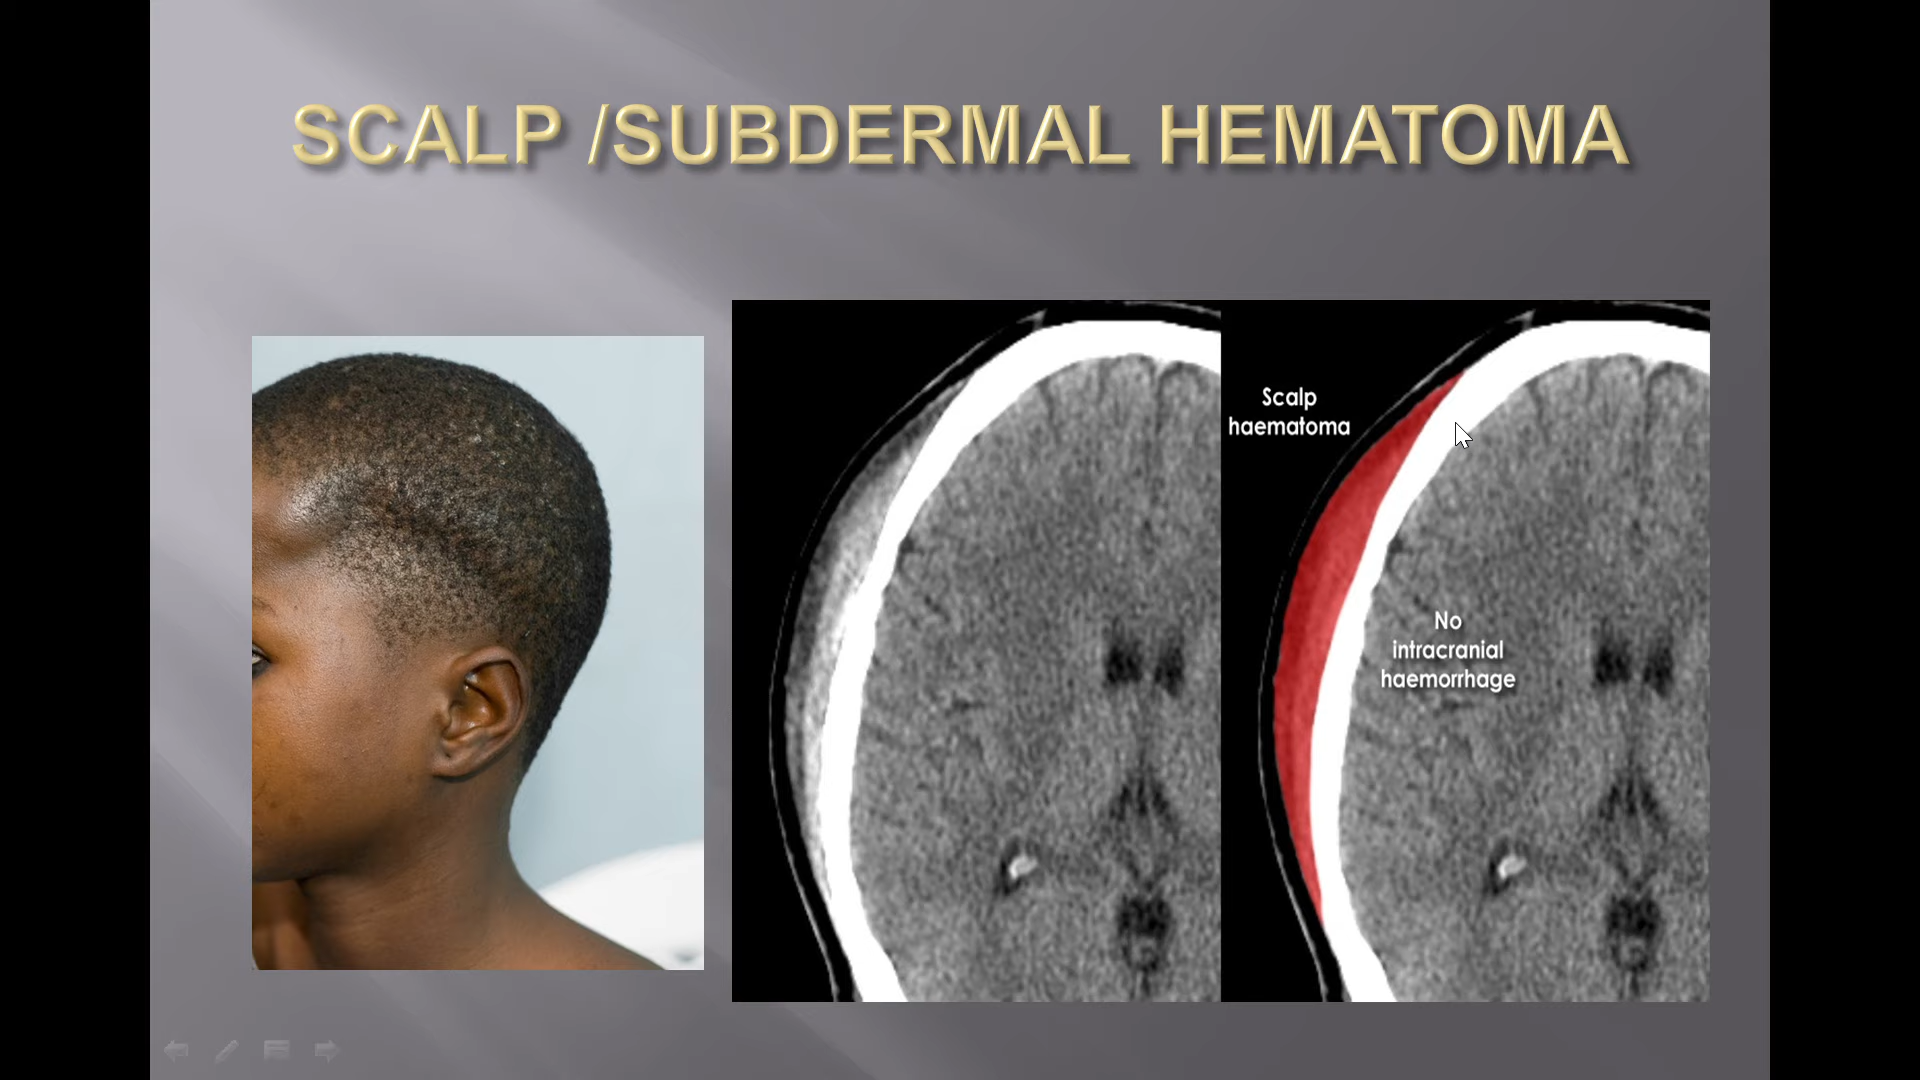 SCALP /SUBDERMAL HEMATOMA
Scalp
haematoma
No
intracranial
haemorrhage